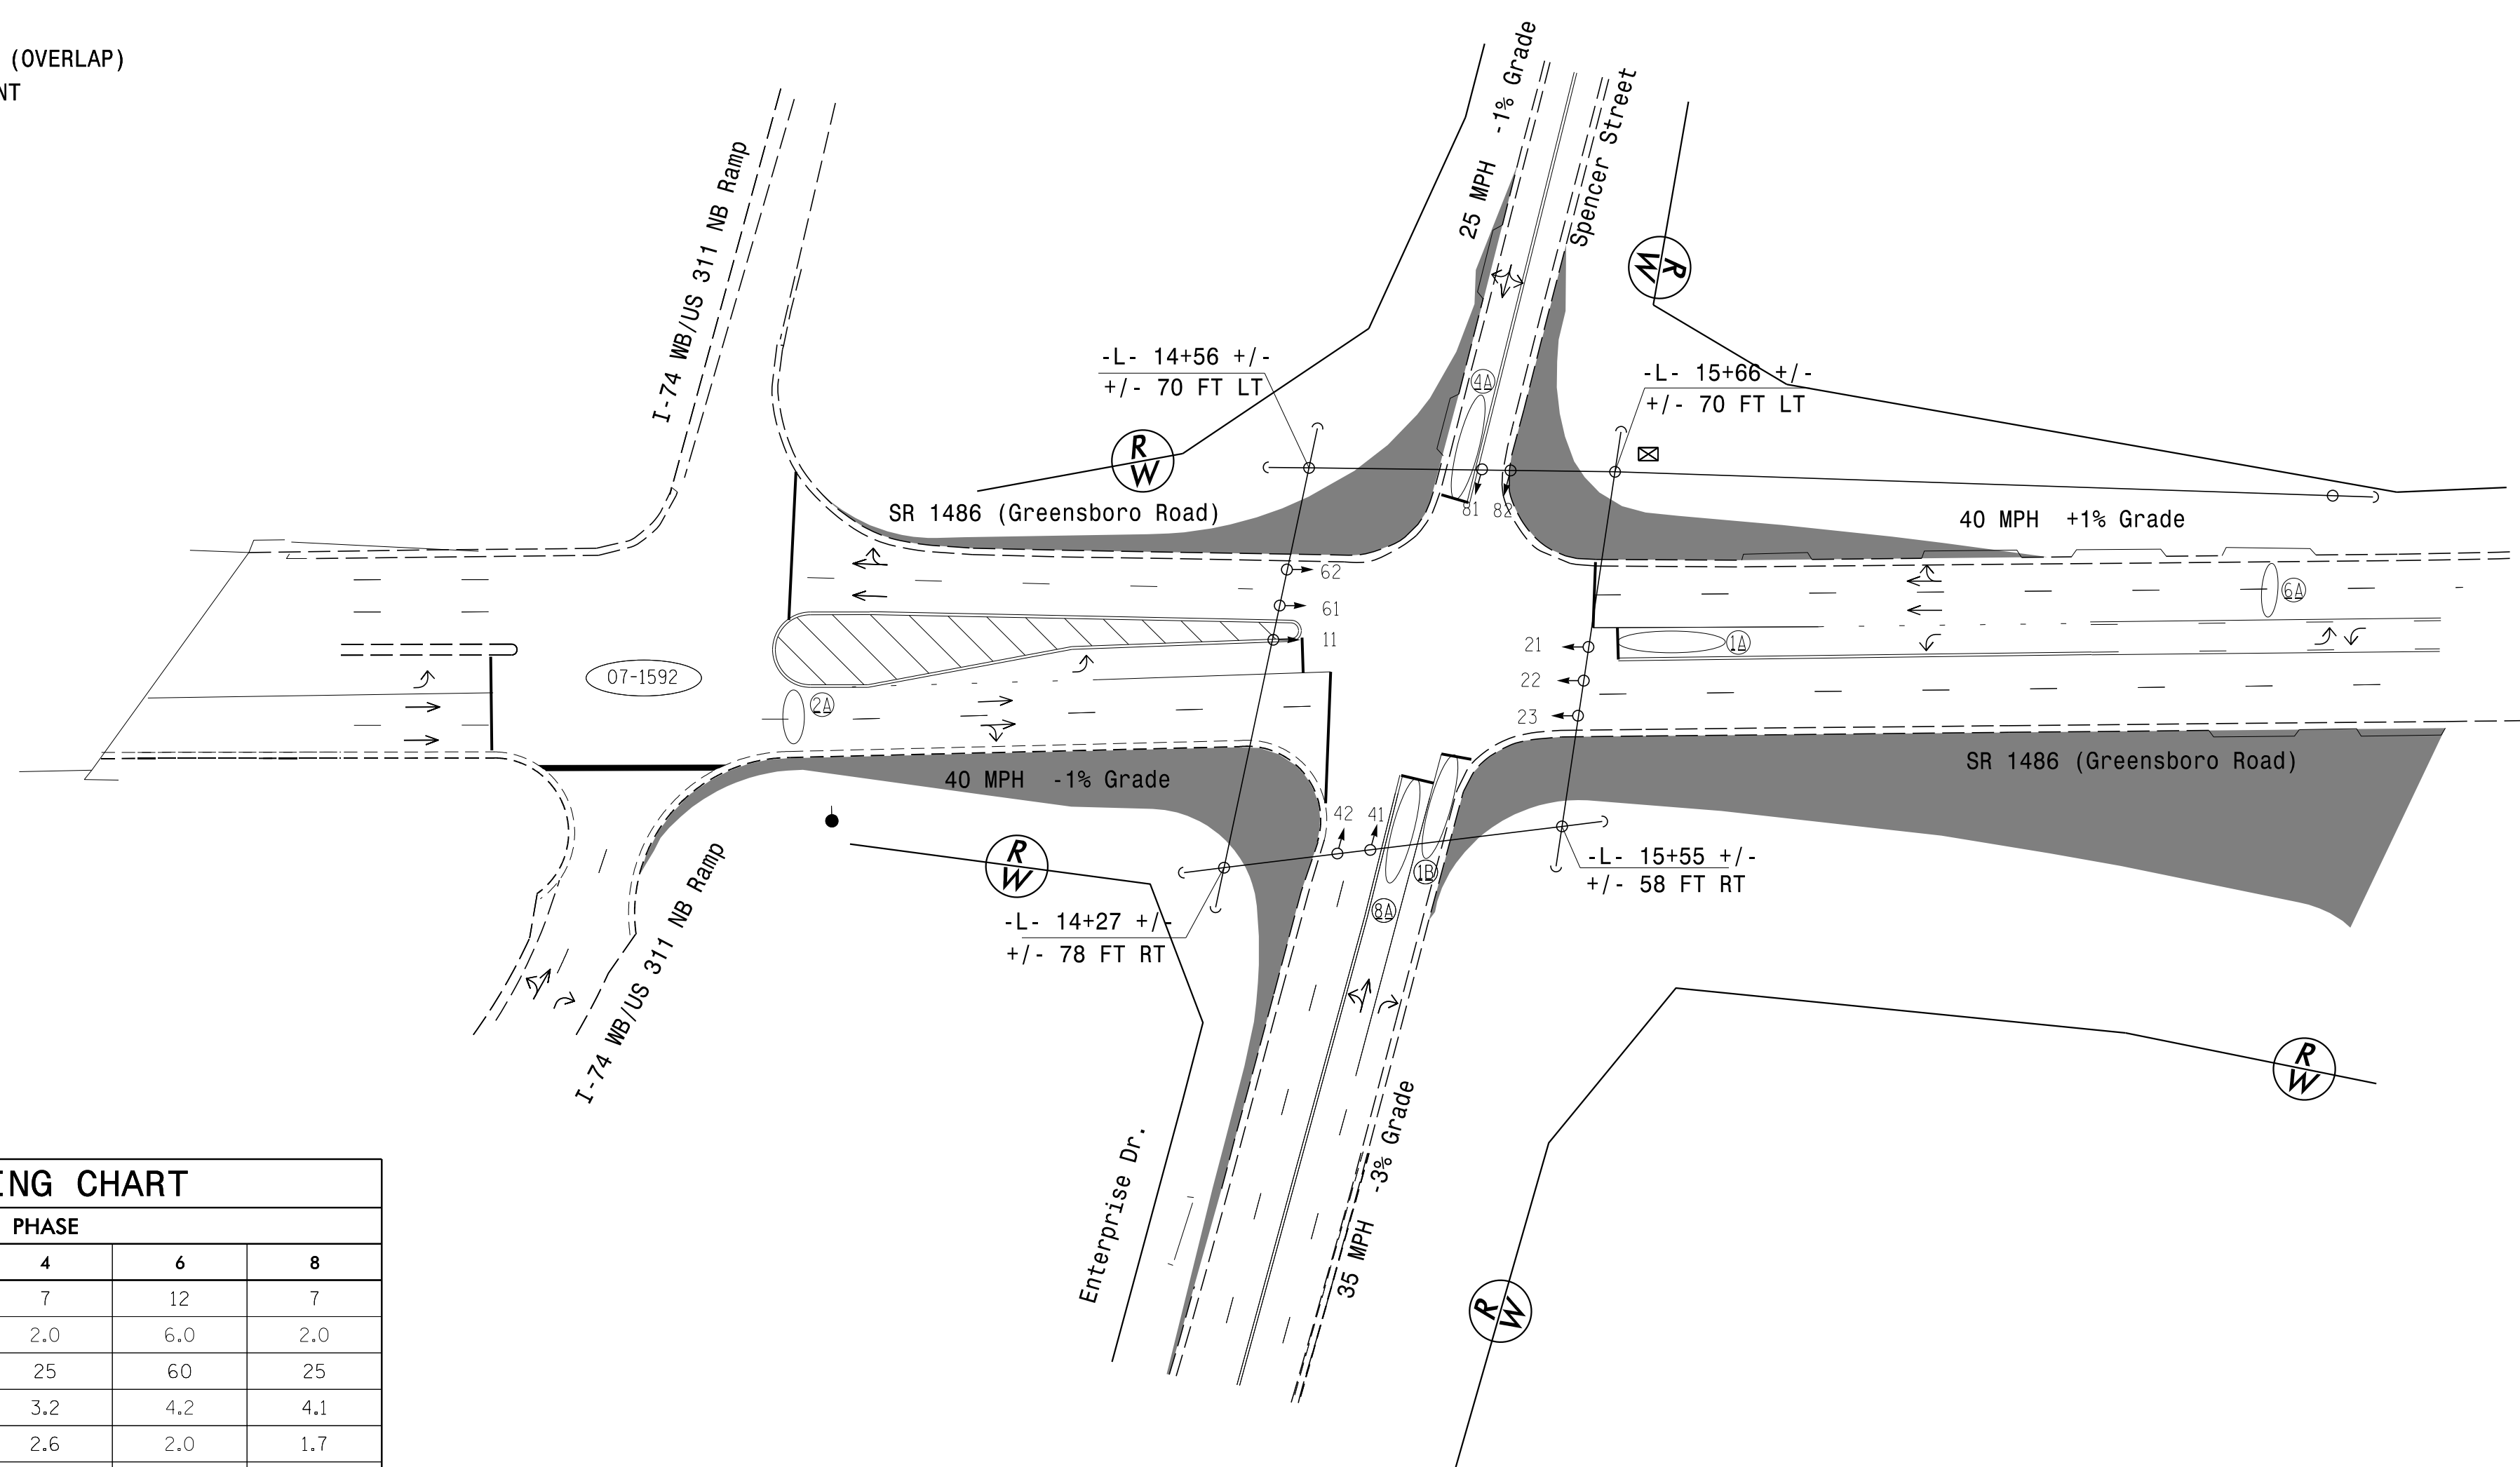 (OVERLAP)
NT
I-74 WB/US 311 NB Ramp
25 MPH -1% Grade
Spencer Street
R
W
-L- 14+56 +/-
+/- 70 FT LT
-L- 15+66 +/-
+/- 70 FT LT
4A
R
W
SR 1486 (Greensboro Road)
81 82
40 MPH +1% Grade
62
61
11
6A
21
22
23
1A
07-1592
2A
40 MPH -1% Grade
SR 1486 (Greensboro Road)
42 41
R
W
1B
8A
-L- 15+55 +/-
+/- 58 FT RT
-L- 14+27 +/-
+/- 78 FT RT
I-74 WB/US 311 NB Ramp
R
W
Enterprise Dr.
35 MPH -3% Grade
R
W
ING CHART
PHASE
4 6 8
7 12 7
2.0 6.0 2.0
25 60 25
3.2 4.2 4.1
2.6 2.0 1.7